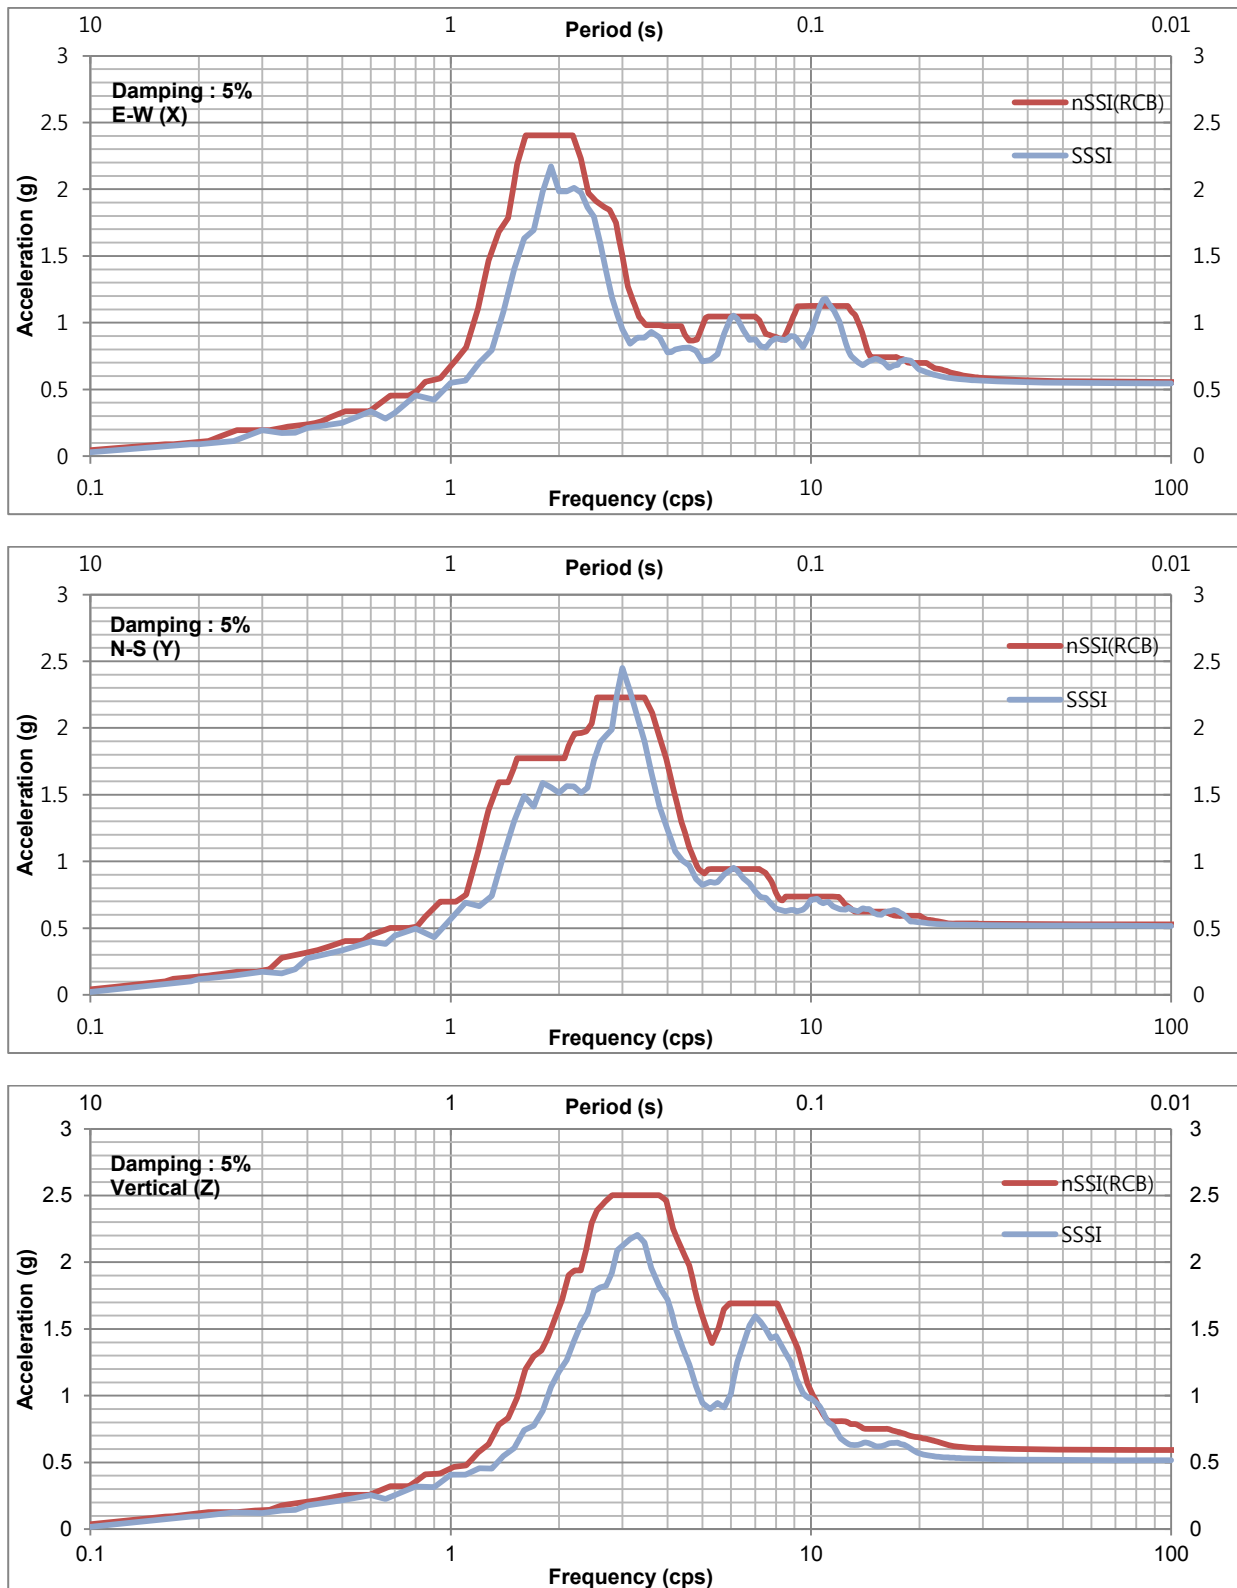 10 1 Period (s) 0.1 0.01
3 3
Damping : 5%
E-W (X)
nSSI(RCB)
2.5 2.5
SSSI
2 2
1.5 1.5
1 1
0.5 0.5
0 0
Acceleration (g)
0.1 1 10 100
Frequency (cps)
10 1 Period (s) 0.1 0.01
3 3
Damping : 5%
N-S (Y)
nSSI(RCB)
2.5 2.5
SSSI
2 2
1.5 1.5
1 1
0.5 0.5
0 0
Acceleration (g)
0.1 1 10 100
Frequency (cps)
10 1 Period (s) 0.1 0.01
3 3
Damping : 5%
Vertical (Z)
nSSI(RCB)
2.5 2.5
SSSI
2 2
1.5 1.5
1 1
0.5 0.5
0 0
Acceleration (g)
0.1 1 10 100
Frequency (cps)